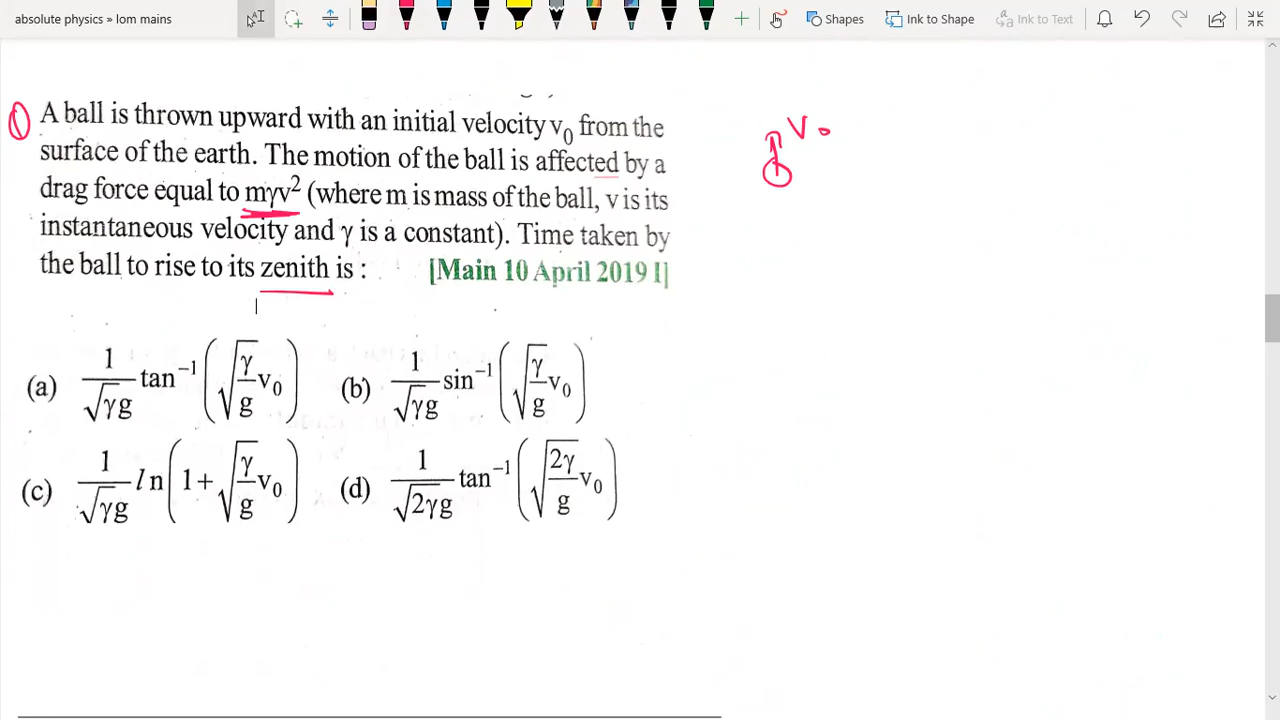 absolute physics » lom mains
Shapes
Ink to Shape
Ink to Text
① A ball is thrown upward with an initial velocity v₀ from the
surface of the earth. The motion of the ball is affected by a
drag force equal to mγv² (where m is mass of the ball, v is its
instantaneous velocity and γ is a constant). Time taken by
the ball to rise to its zenith is :
[Main 10 April 2019 I]
V₀
(a) 1/√γg tan⁻¹(√(γ/g) v₀) (b) 1/√γg sin⁻¹(√(γ/g) v₀)
(c) 1/√γg ln(1+√(γ/g) v₀) (d) 1/√2γg tan⁻¹(√(2γ/g) v₀)